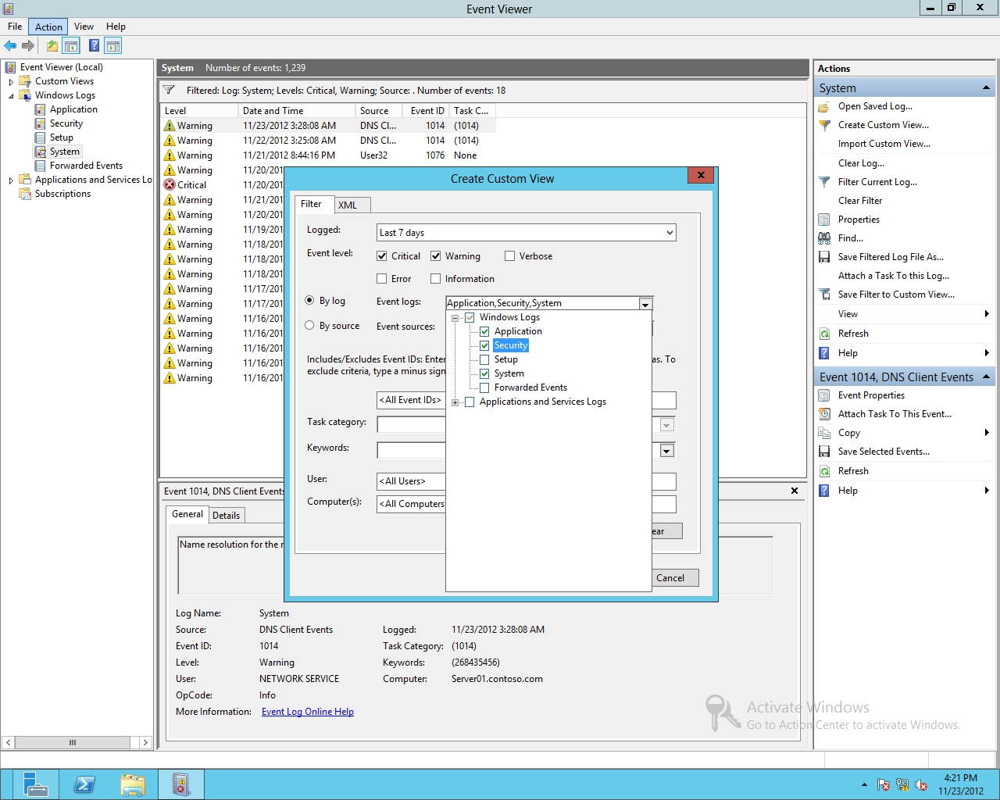 Event Viewer
File Action View Help
Event Viewer (Local)
Custom Views
Windows Logs
Application
Security
Setup
System
Forwarded Events
Applications and Services Lo
Subscriptions
System Number of events: 1,239
Filtered: Log: System; Levels: Critical, Warning; Source: . Number of events: 18
Level Date and Time Source Event ID Task C...
Warning 11/23/2012 3:28:08 AM DNS Cl... 1014 (1014)
Warning 11/22/2012 3:25:08 AM DNS Cl... 1014 (1014)
Warning 11/21/2012 8:44:16 PM User32 1076 None
Warning 11/20/201
Critical 11/20/201
Warning 11/21/201
Warning 11/20/201
Warning 11/19/201
Warning 11/18/201
Warning 11/18/201
Warning 11/18/201
Warning 11/17/201
Warning 11/17/201
Warning 11/16/201
Warning 11/16/201
Warning 11/16/201
Warning 11/16/201
Warning 11/16/201
Create Custom View
Filter XML
Logged: Last 7 days
Event level: Critical Warning Verbose
Error Information
By log Event logs: Application,Security,System
By source Event sources:
Windows Logs
Application
Security
Setup
System
Forwarded Events
Applications and Services Logs
Includes/Excludes Event IDs: Enter as. To
exclude criteria, type a minus sign
<All Event IDs>
Task category:
Keywords:
User: <All Users>
Computer(s): <All Computers
ear
Cancel
Event 1014, DNS Client Events
General Details
Name resolution for the
Log Name: System
Source: DNS Client Events Logged: 11/23/2012 3:28:08 AM
Event ID: 1014 Task Category: (1014)
Level: Warning Keywords: (268435456)
User: NETWORK SERVICE Computer: Server01.contoso.com
OpCode: Info
More Information: Event Log Online Help
Actions
System
Open Saved Log...
Create Custom View...
Import Custom View...
Clear Log...
Filter Current Log...
Clear Filter
Properties
Find...
Save Filtered Log File As...
Attach a Task To this Log...
Save Filter to Custom View...
View
Refresh
Help
Event 1014, DNS Client Events
Event Properties
Attach Task To This Event...
Copy
Save Selected Events...
Refresh
Help
Activate Windows
Go to Action Center to activate Windows.
4:21 PM
11/23/2012